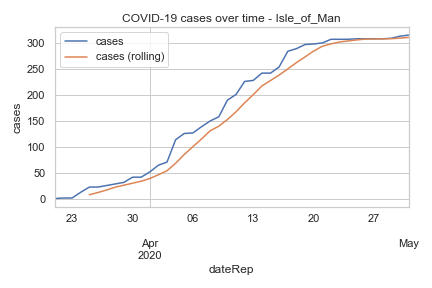 COVID-19 cases over time - Isle_of_Man
cases
cases (rolling)
cases
300
250
200
150
100
50
0
23
30
06
13
20
27
Apr
2020
May
dateRep